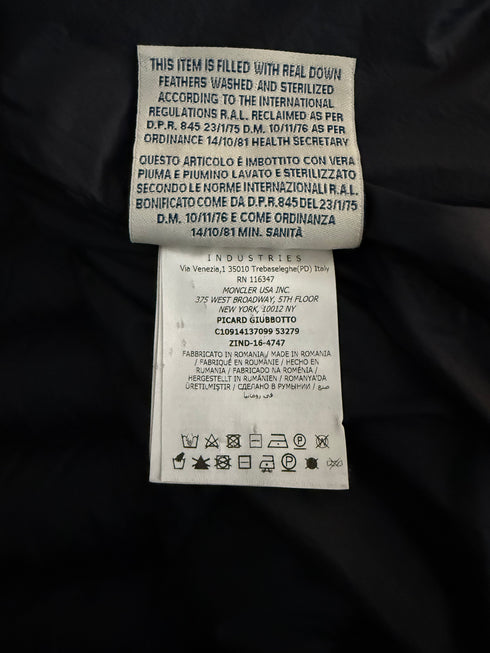 THIS ITEM IS FILLED WITH REAL DOWN
FEATHERS WASHED AND STERILIZED
ACCORDING TO THE INTERNATIONAL
REGULATIONS R.A.L. RECLAIMED AS PER
D.P.R. 845 23/1/75 D.M. 10/11/76 AS PER
ORDINANCE 14/10/81 HEALTH SECRETARY
QUESTO ARTICOLO È IMBOTTITO CON VERA
PIUMA E PIUMINO LAVATO E STERILIZZATO
SECONDO LE NORME INTERNAZIONALI R.A.L.
BONIFICATO COME DA D.P.R.845 DEL 23/1/75
D.M. 10/11/76 E COME ORDINANZA
14/10/81 MIN. SANITÀ
INDUSTRIES
Via Venezia,1 35010 Trebaseleghe(PD) Italy
RN 116347
MONCLER USA INC.
375 WEST BROADWAY, 5TH FLOOR
NEW YORK, 10012 NY
PICARD GIUBBOTTO
C10914137099 53279
ZIND-16-4747
FABBRICATO IN ROMANIA/ MADE IN ROMANIA
/ FABRIQUÉ EN ROUMANIE / HECHO EN
RUMANIA / FABRICADO NA ROMÉNIA /
HERGESTELLT IN RUMÄNIEN / ROMANYA'DA
ÜRETILMIŞTIR / СДЕЛАНО В РУМЫНИИ / صنع
في رومانيا